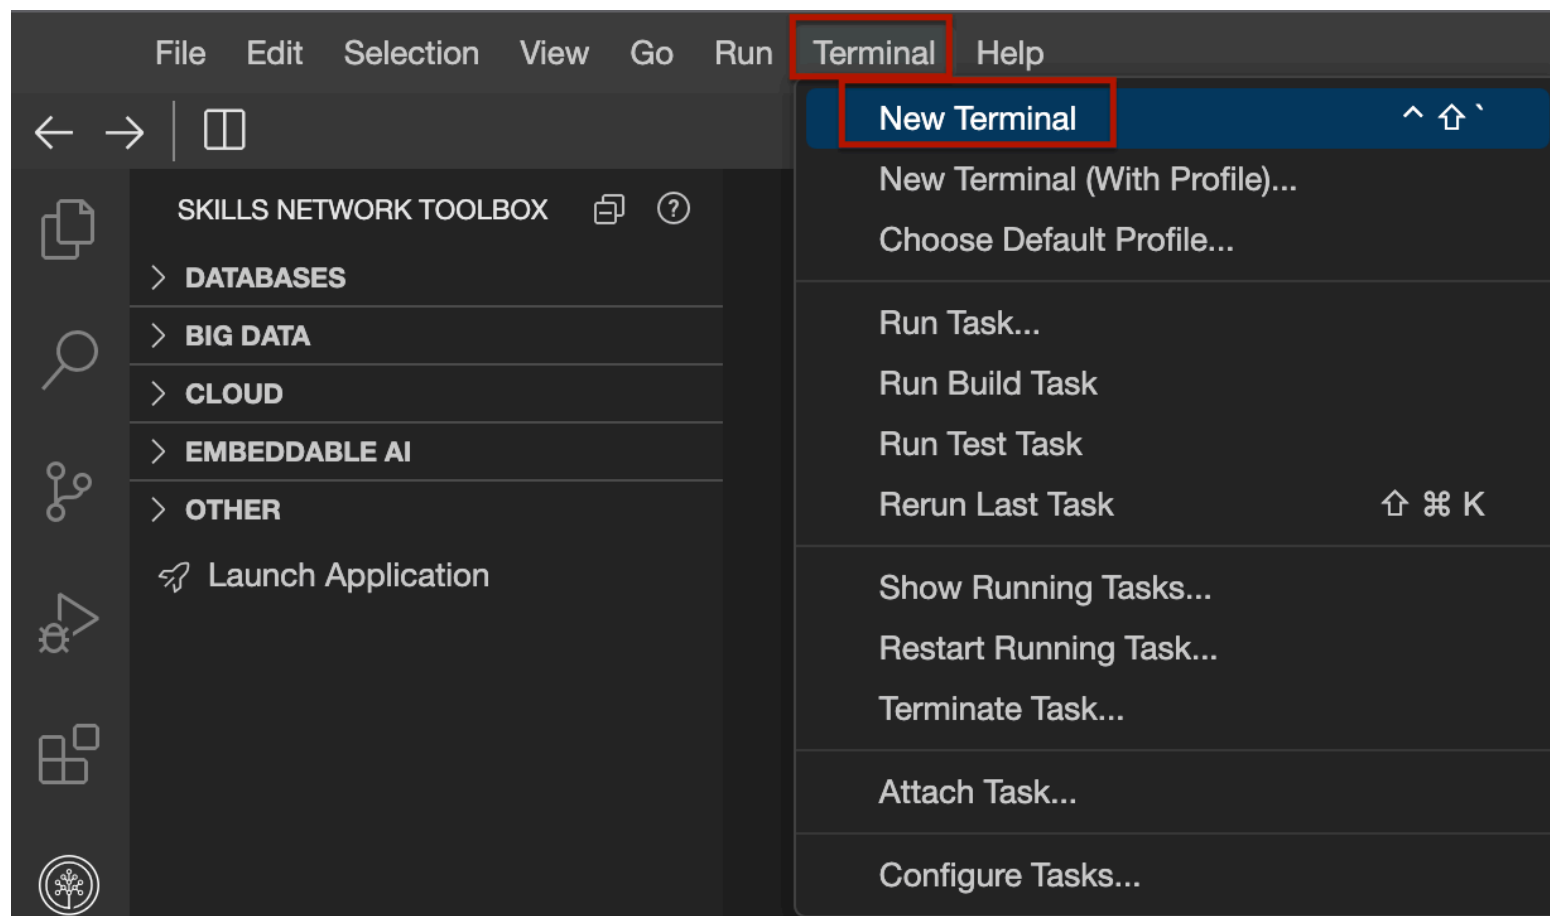 File Edit Selection View Go Run Terminal Help
SKILLS NETWORK TOOLBOX
DATABASES
BIG DATA
CLOUD
EMBEDDABLE AI
OTHER
Launch Application
New Terminal ^ ⇧ `
New Terminal (With Profile)...
Choose Default Profile...
Run Task...
Run Build Task
Run Test Task
Rerun Last Task ⇧ ⌘ K
Show Running Tasks...
Restart Running Task...
Terminate Task...
Attach Task...
Configure Tasks...